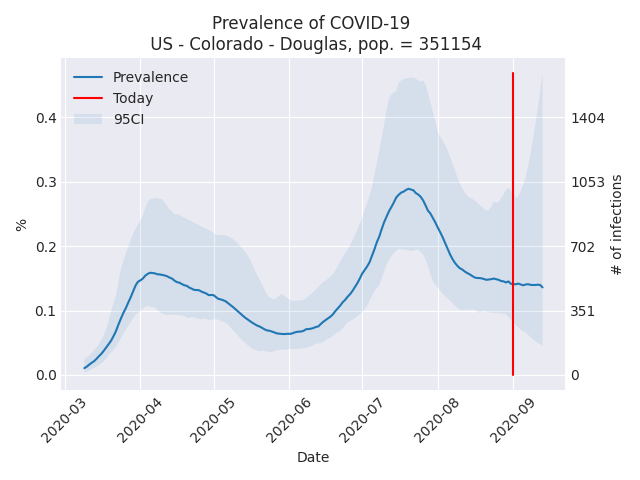 Prevalence of COVID-19
US - Colorado - Douglas, pop. = 351154
Prevalence
Today
95CI
%
0.4
0.3
0.2
0.1
0.0
1404
1053
702
351
0
# of infections
2020-03
2020-04
2020-05
2020-06
2020-07
2020-08
2020-09
Date